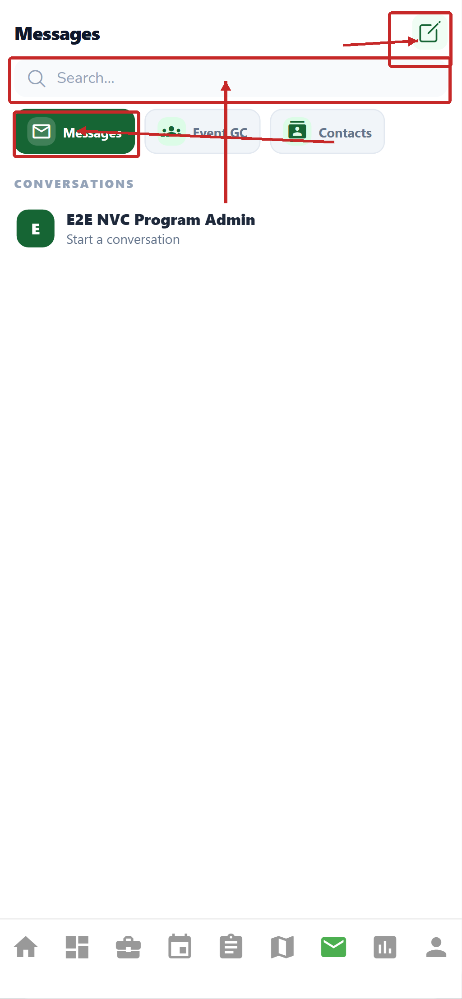 Messages
Search...
Messages
Event GC
Contacts
CONVERSATIONS
E
E2E NVC Program Admin
Start a conversation